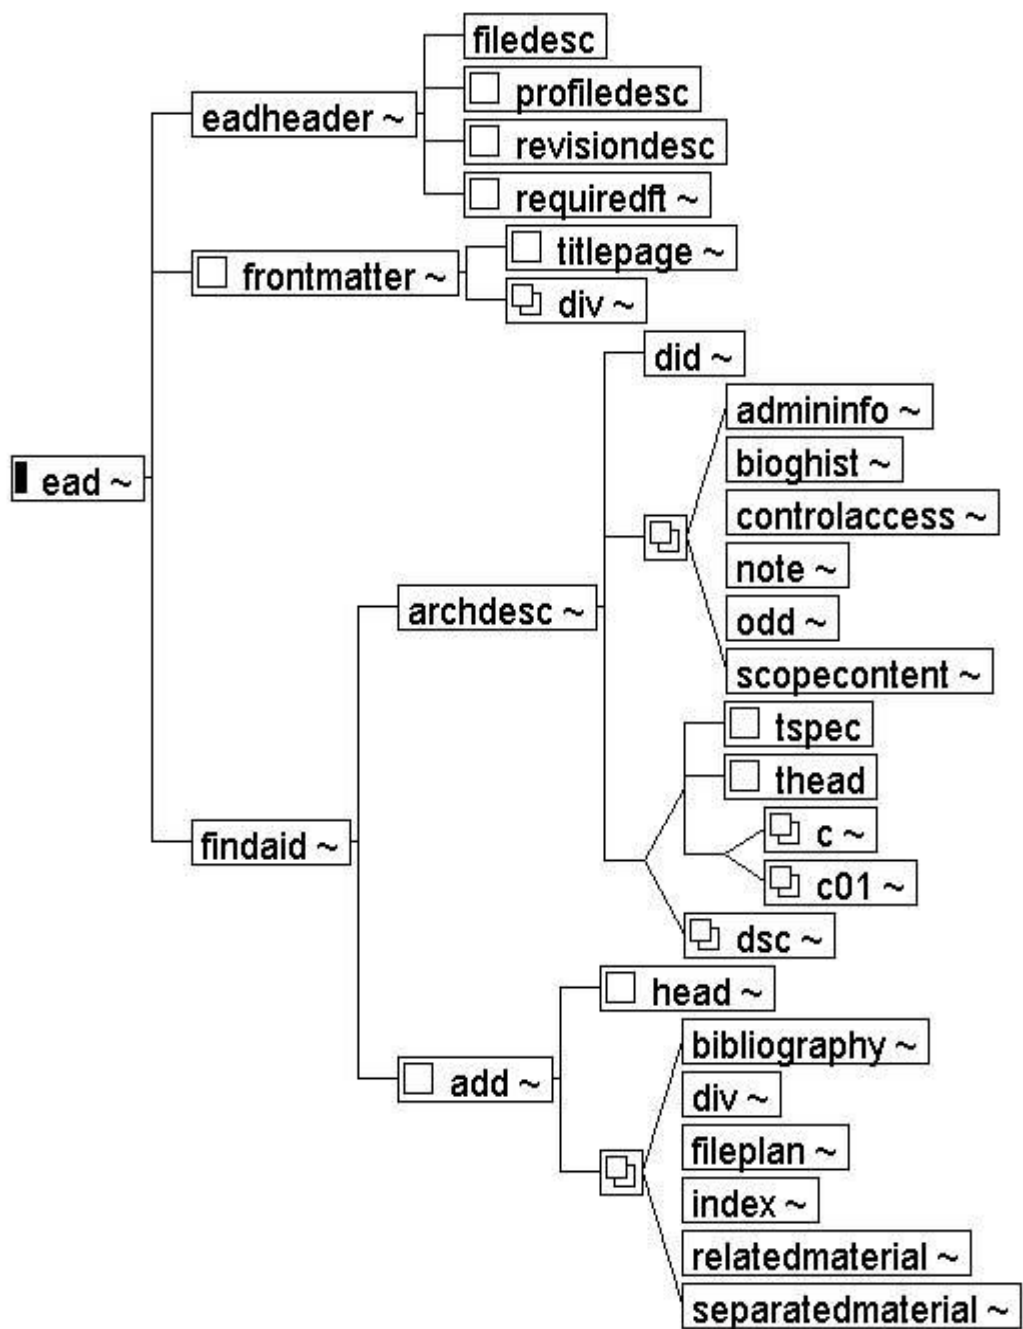 filedesc
profiledesc
eadheader ~
revisiondesc
requiredft ~
titlepage ~
frontmatter ~
div ~
did ~
admininfo ~
bioghist ~
ead ~
controlaccess ~
note ~
archdesc ~
odd ~
scopecontent ~
tspec
thead
c ~
findaid ~
c01 ~
dsc ~
head ~
bibliography ~
add ~
div ~
fileplan ~
index ~
relatedmaterial ~
separatedmaterial ~